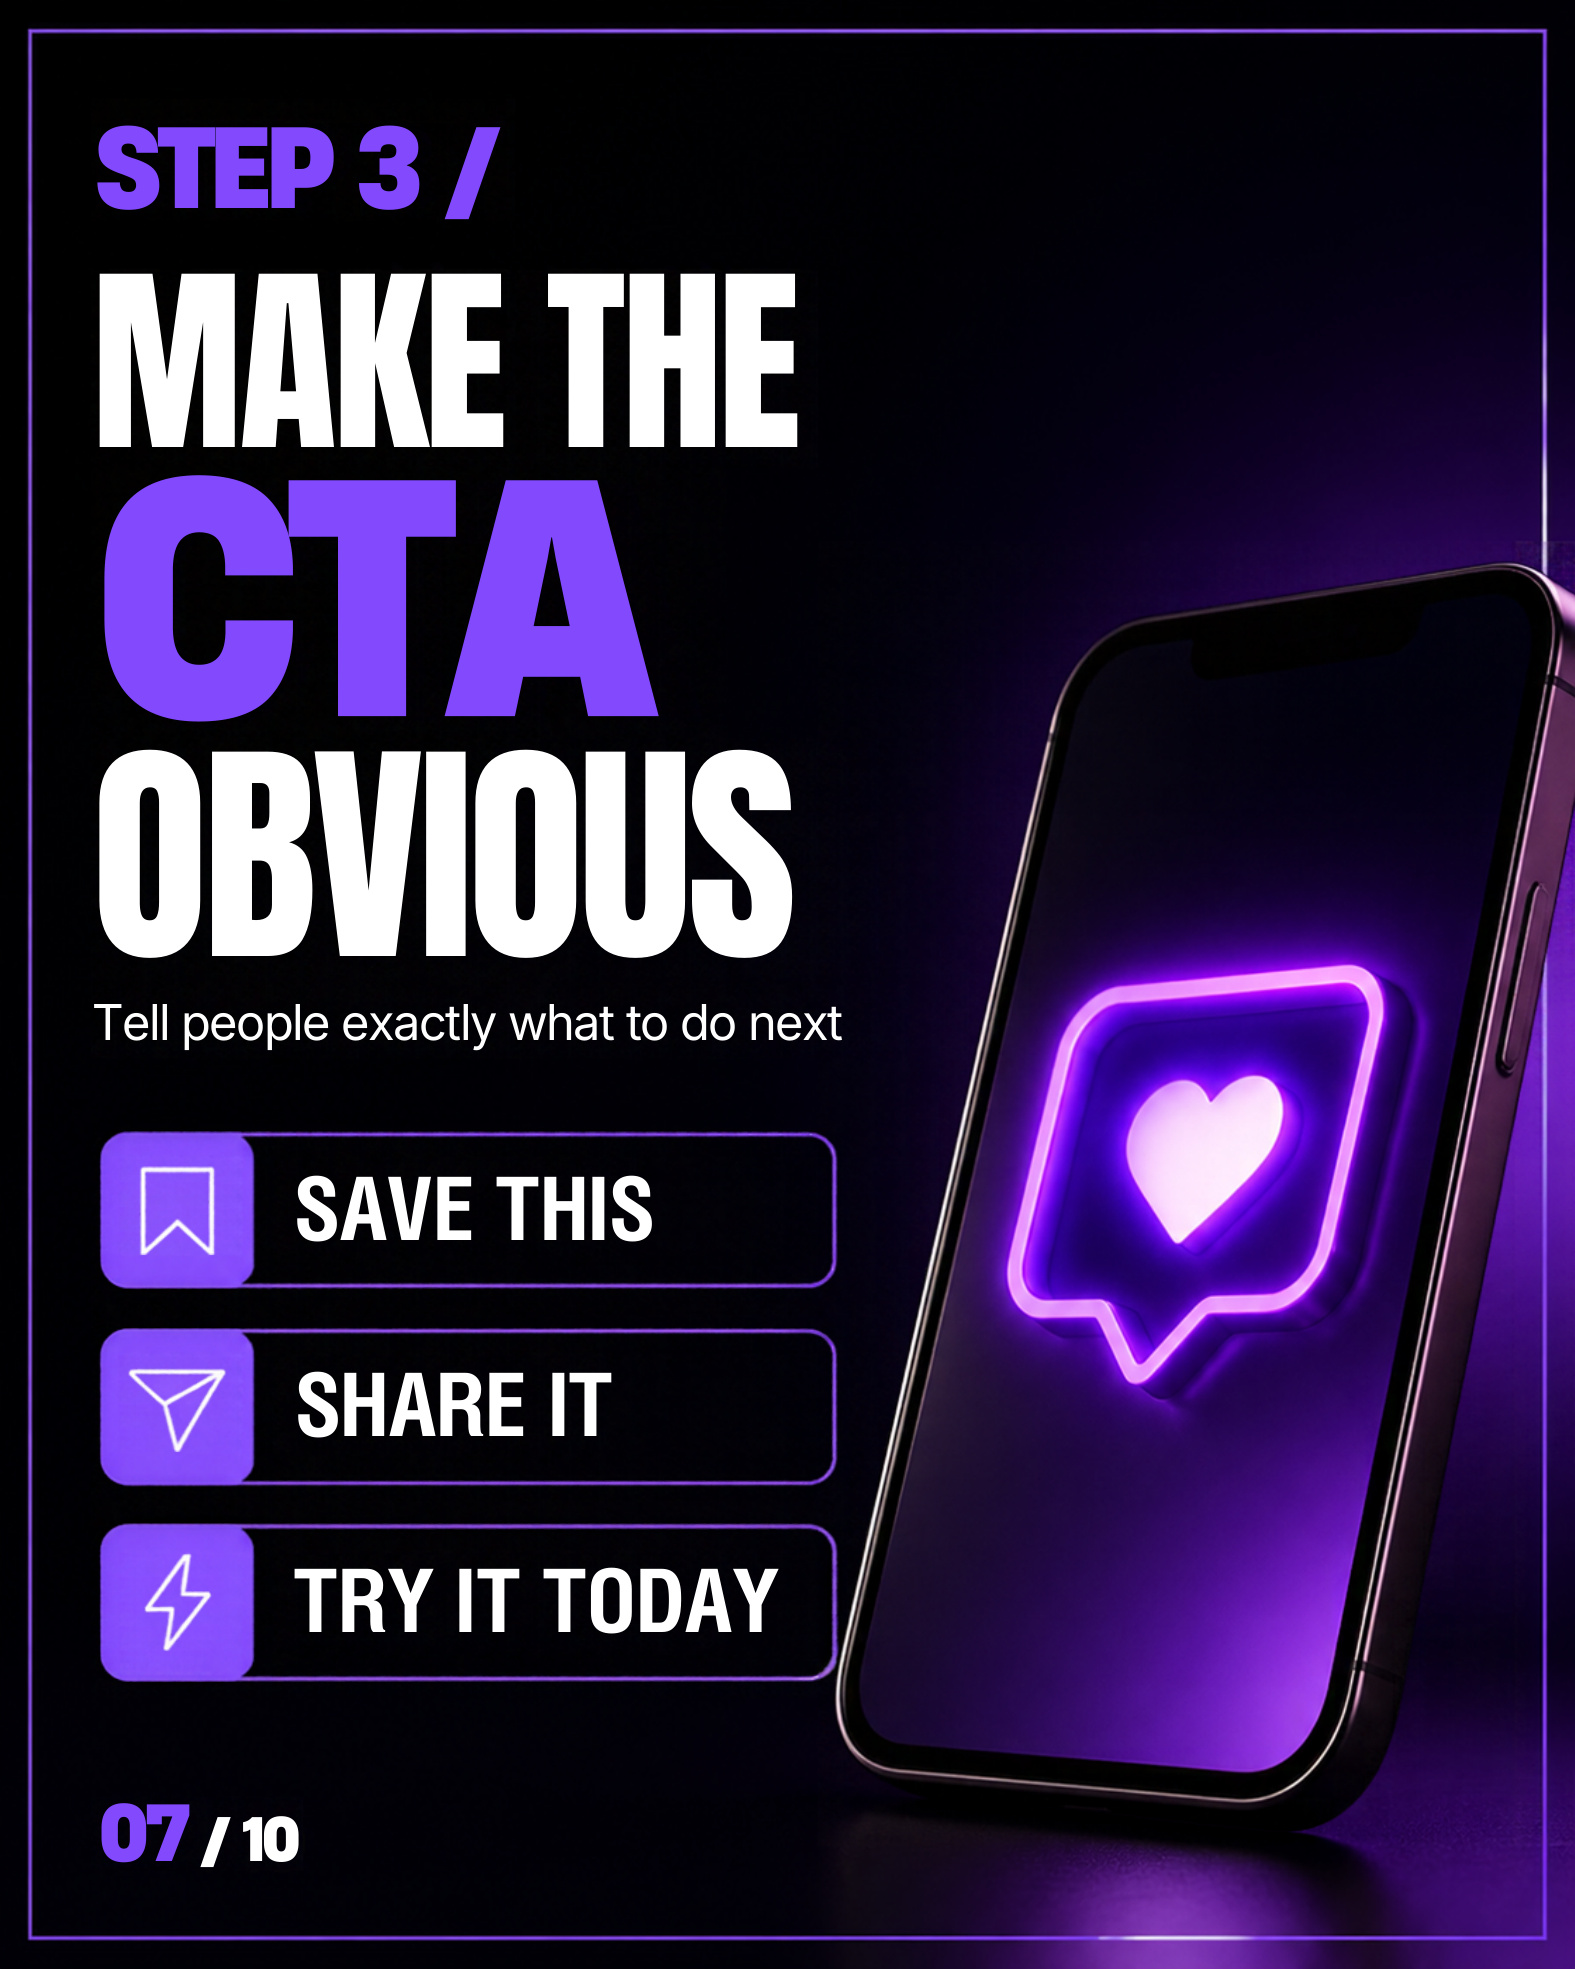 STEP 3 /
MAKE THE
CTA
OBVIOUS
Tell people exactly what to do next
SAVE THIS
SHARE IT
TRY IT TODAY
07 / 10